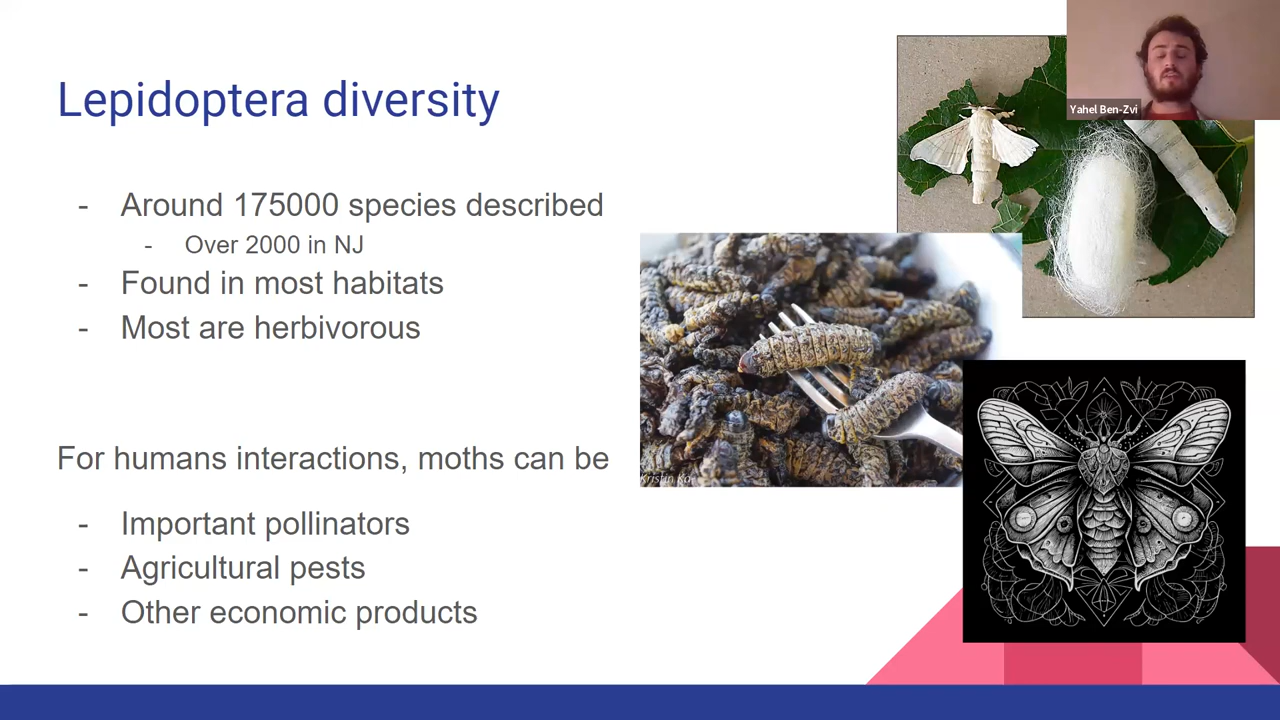 Lepidoptera diversity
Yahel Ben-Zvi
- Around 175000 species described
- Over 2000 in NJ
- Found in most habitats
- Most are herbivorous
For humans interactions, moths can be
- Important pollinators
- Agricultural pests
- Other economic products